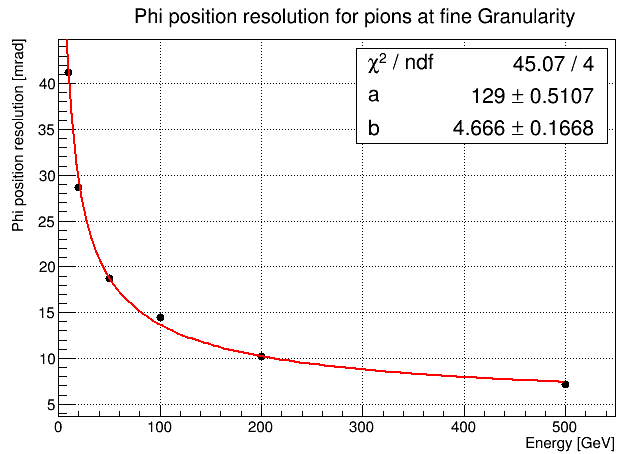 Phi position resolution for pions at fine Granularity
χ² / ndf 45.07 / 4
a 129 ± 0.5107
b 4.666 ± 0.1668
Phi position resolution [mrad]
40
35
30
25
20
15
10
5
0 100 200 300 400 500
Energy [GeV]